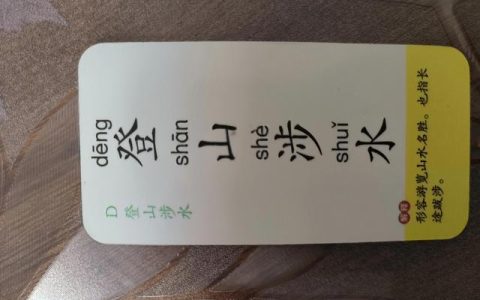 D
登山涉水
dēng
登
shān
山
shè
涉
shuǐ
水
形容游览山水名胜。也指长
途跋涉。